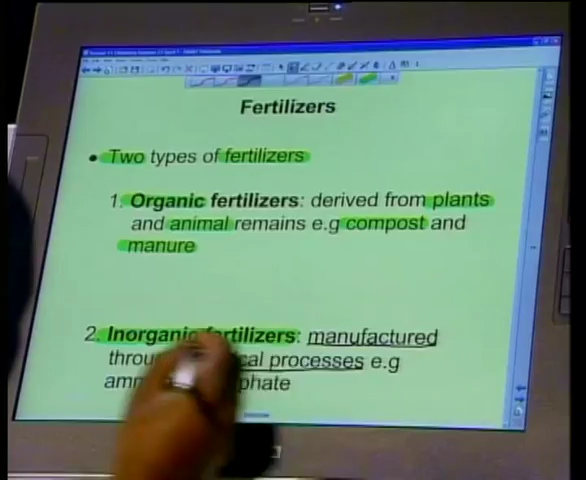 Fertilizers
• Two types of fertilizers
1. Organic fertilizers: derived from plants
and animal remains e.g compost and
manure
2. Inorganic fertilizers: manufactured
processes e.g